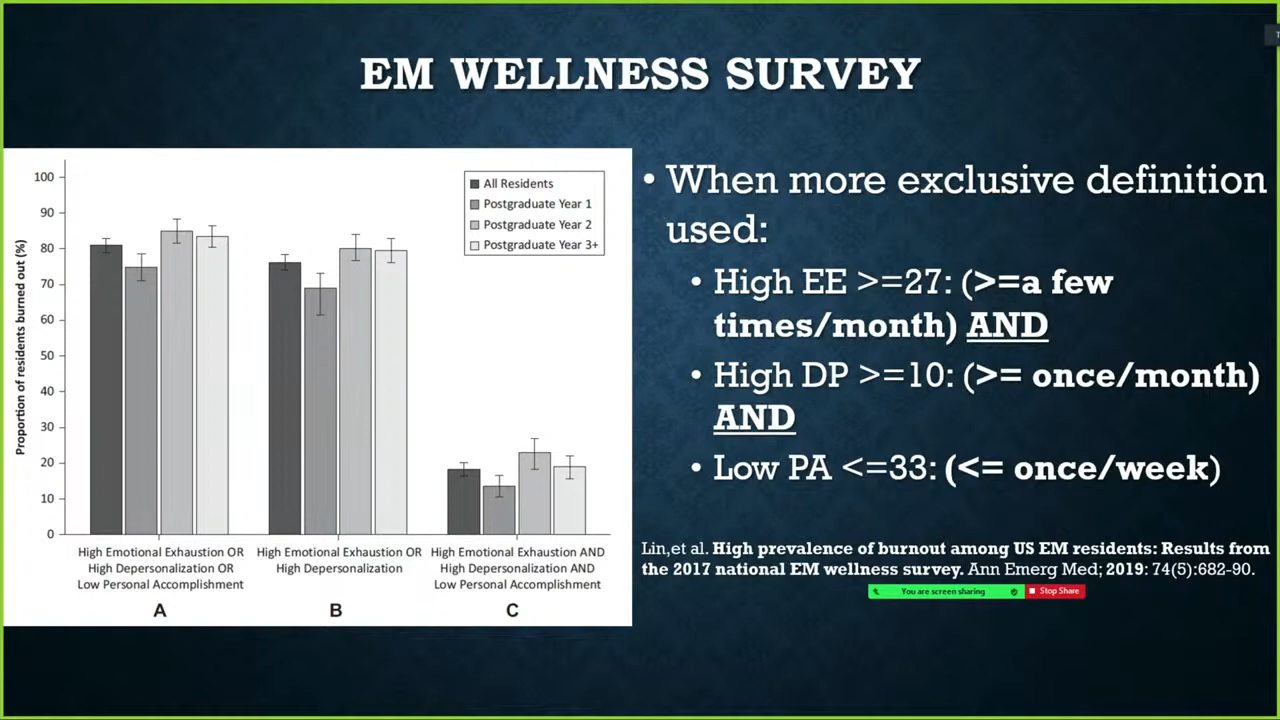 EM WELLNESS SURVEY
100
90
80
70
60
50
40
30
20
10
0
Proportion of residents burned out (%)
All Residents
Postgraduate Year 1
Postgraduate Year 2
Postgraduate Year 3+
High Emotional Exhaustion OR
High Depersonalization OR
Low Personal Accomplishment
A
High Emotional Exhaustion OR
High Depersonalization
B
High Emotional Exhaustion AND
High Depersonalization AND
Low Personal Accomplishment
C
• When more exclusive definition
used:
• High EE >=27: (>=a few
times/month) AND
• High DP >=10: (>= once/month)
AND
• Low PA <=33: (<= once/week)
Lin,et al. High prevalence of burnout among US EM residents: Results from
the 2017 national EM wellness survey. Ann Emerg Med; 2019: 74(5):682-90.
You are screen sharing
Stop Share